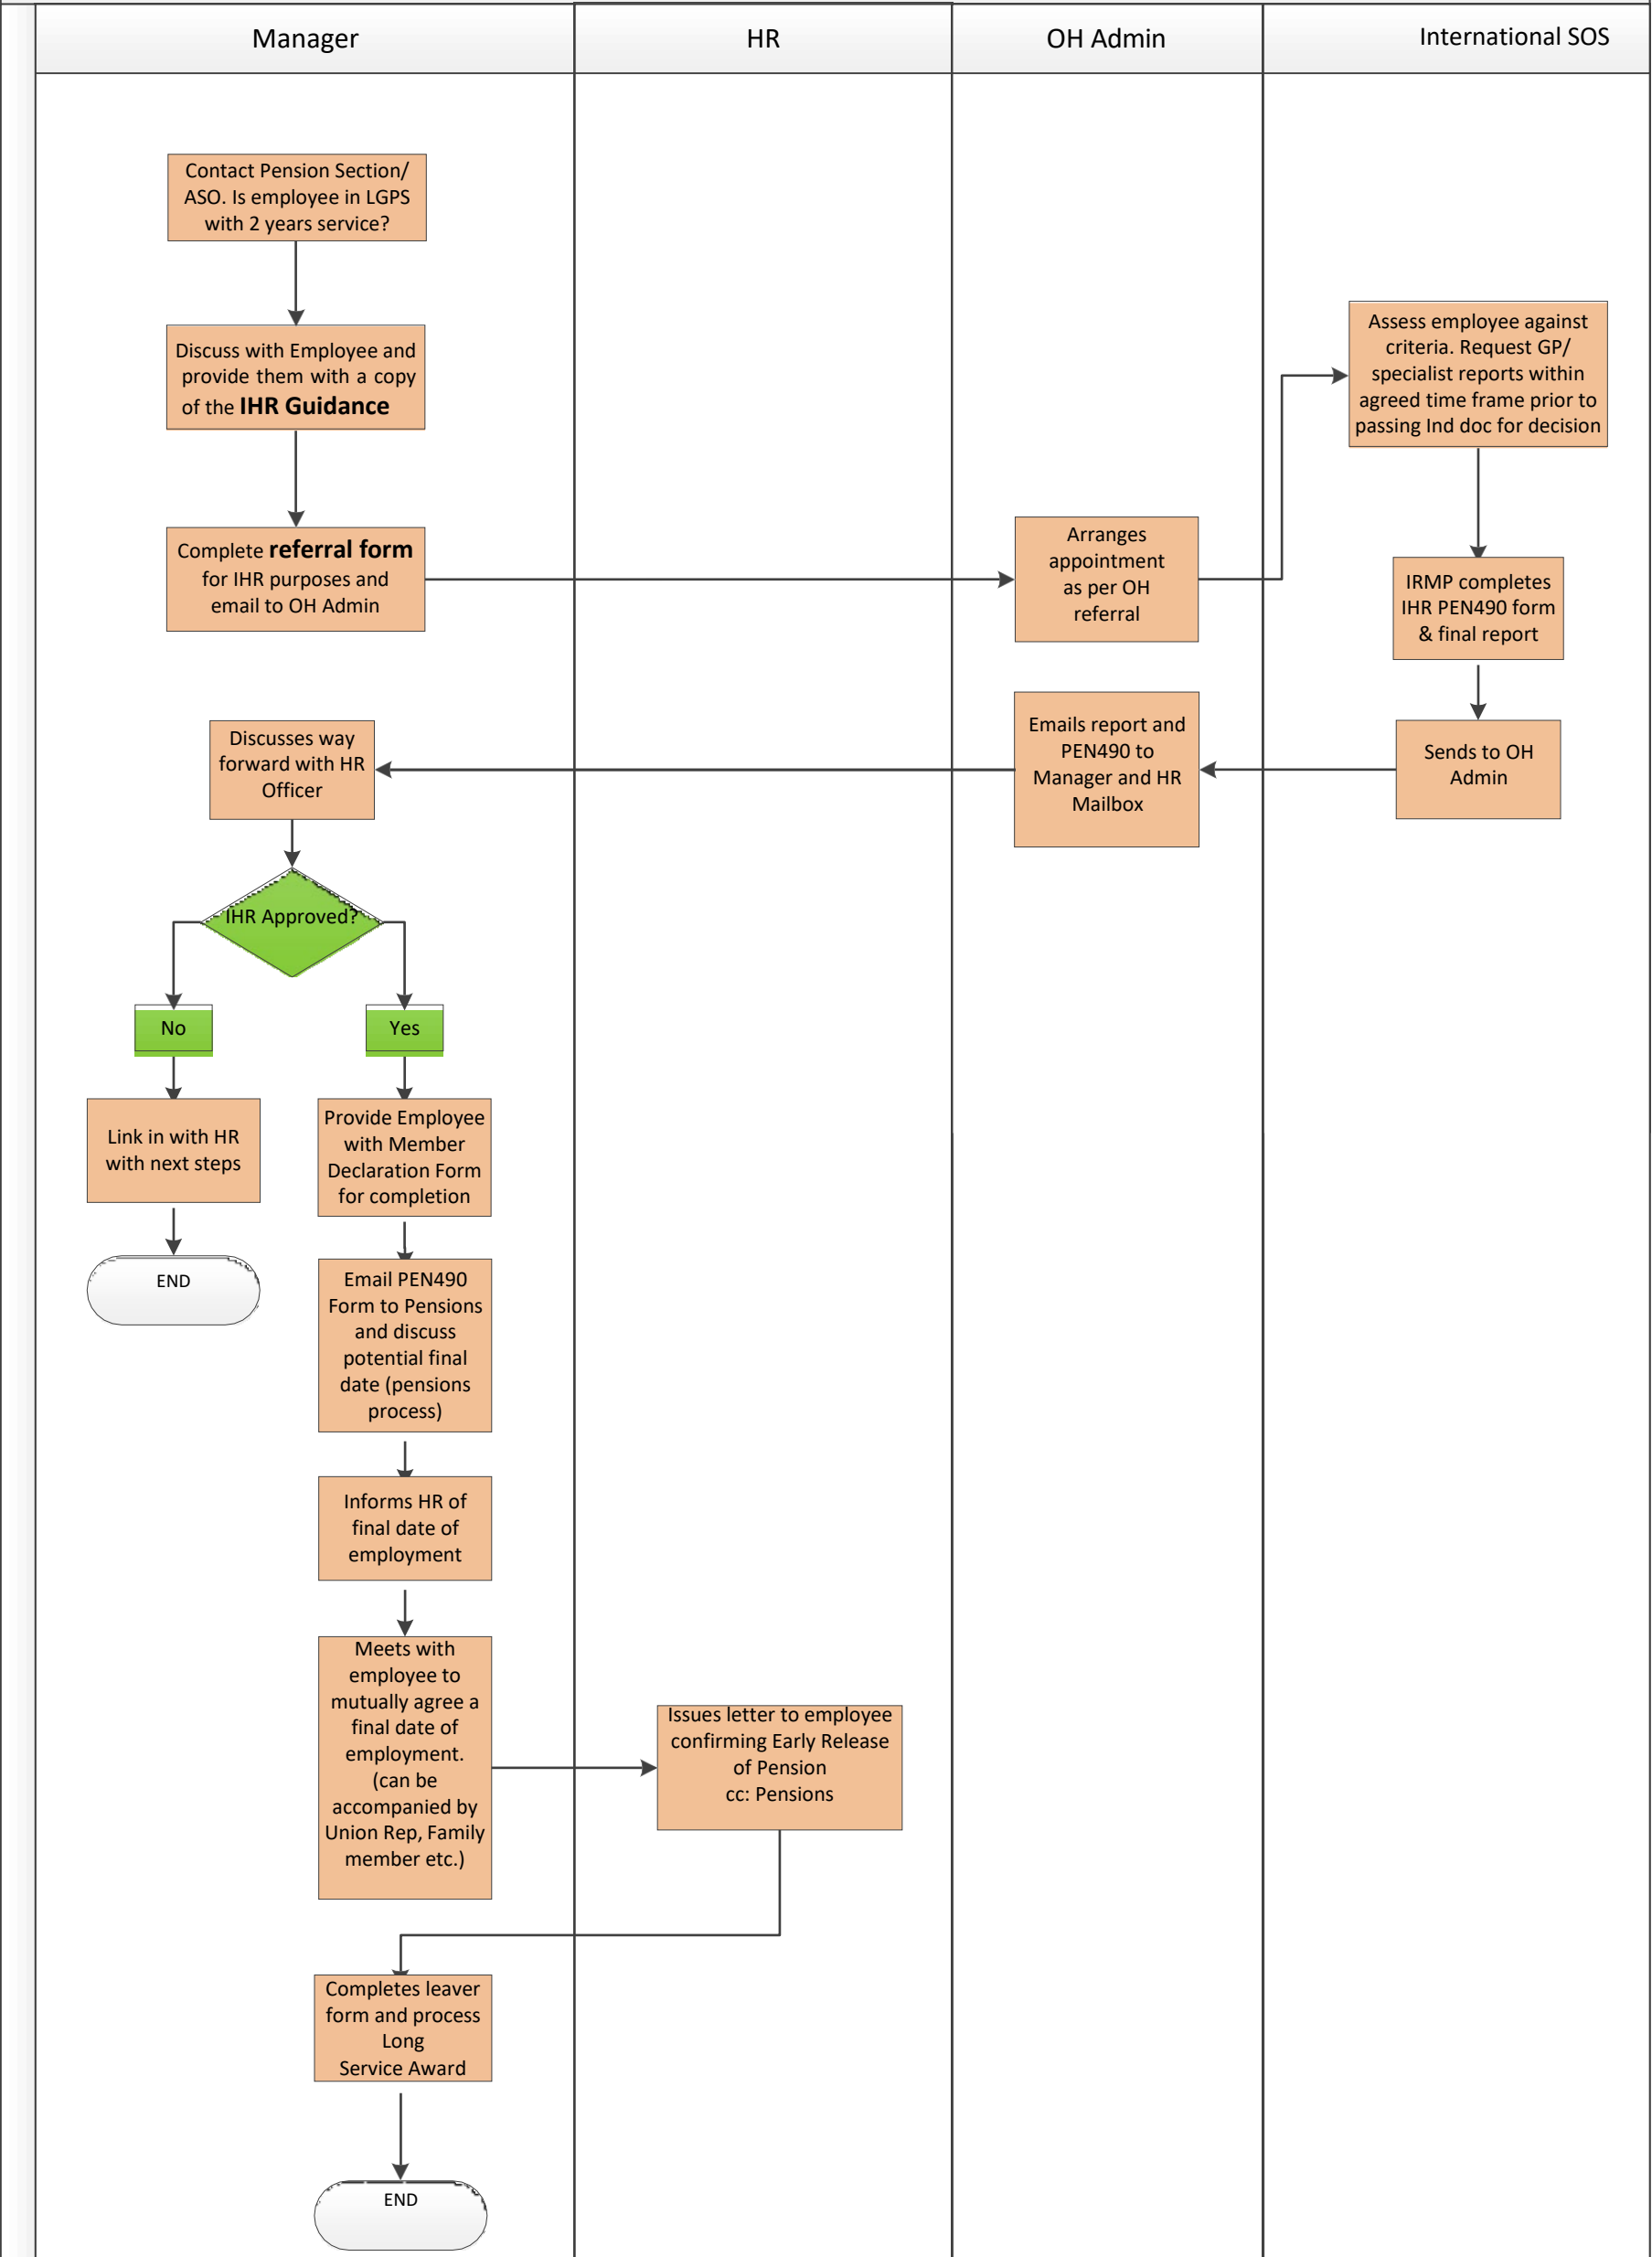 Manager
HR
OH Admin
International SOS
Contact Pension Section/
ASO. Is employee in LGPS
with 2 years service?
Discuss with Employee and
provide them with a copy
of the IHR Guidance
Complete referral form
for IHR purposes and
email to OH Admin
Arranges
appointment
as per OH
referral
Assess employee against
criteria. Request GP/
specialist reports within
agreed time frame prior to
passing Ind doc for decision
IRMP completes
IHR PEN490 form
& final report
Sends to OH
Admin
Emails report and
PEN490 to
Manager and HR
Mailbox
Discusses way
forward with HR
Officer
IHR Approved?
No
Yes
Link in with HR
with next steps
END
Provide Employee
with Member
Declaration Form
for completion
Email PEN490
Form to Pensions
and discuss
potential final
date (pensions
process)
Informs HR of
final date of
employment
Meets with
employee to
mutually agree a
final date of
employment.
(can be
accompanied by
Union Rep, Family
member etc.)
Issues letter to employee
confirming Early Release
of Pension
cc: Pensions
Completes leaver
form and process
Long
Service Award
END